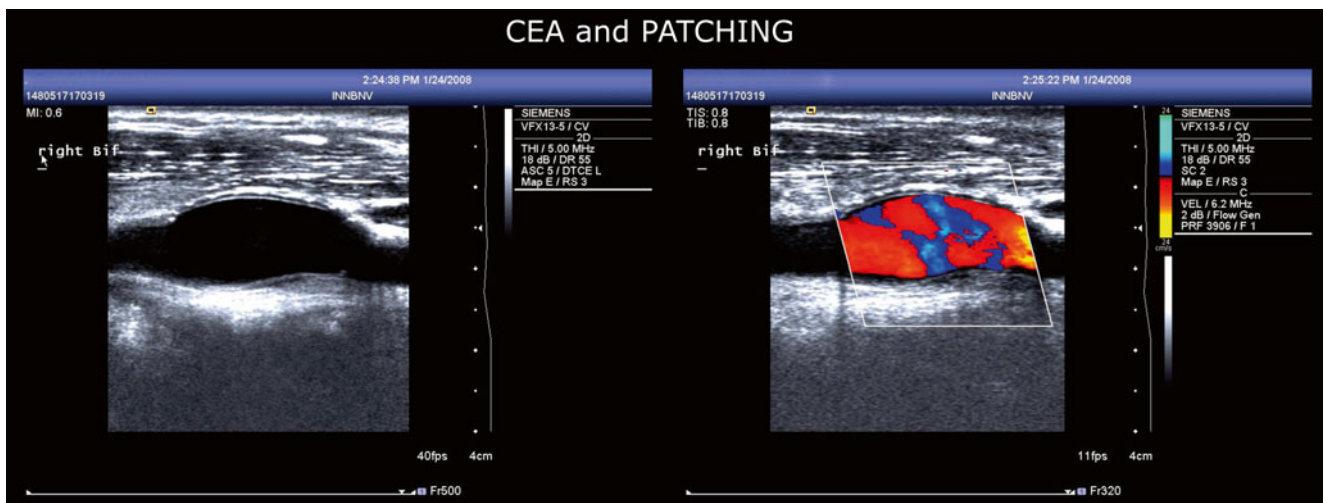 CEA and PATCHING
2:24:38 PM 1/24/2008
1480517170319
INNBNV
MI: 0.6
right Bif
SIEMENS
VFX13-5 / CV
2D
THI / 5.00 MHz
18 dB / DR 55
ASC 5 / DTCE L
Map E / RS 3
40fps
4cm
Fr500
2:25:22 PM 1/24/2008
1480517170319
INNBNV
TIS: 0.8
TIB: 0.8
right Bif
24
24
cm/s
SIEMENS
VFX13-5 / CV
2D
THI / 5.00 MHz
18 dB / DR 55
SC 2
Map E / RS 3
C
VEL / 6.2 MHz
2 dB / Flow Gen
PRF 3906 / F 1
11fps
4cm
Fr320